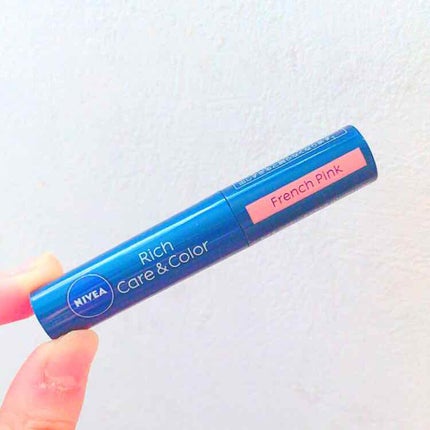 NIVEA
Rich
Care & Color
French Pink